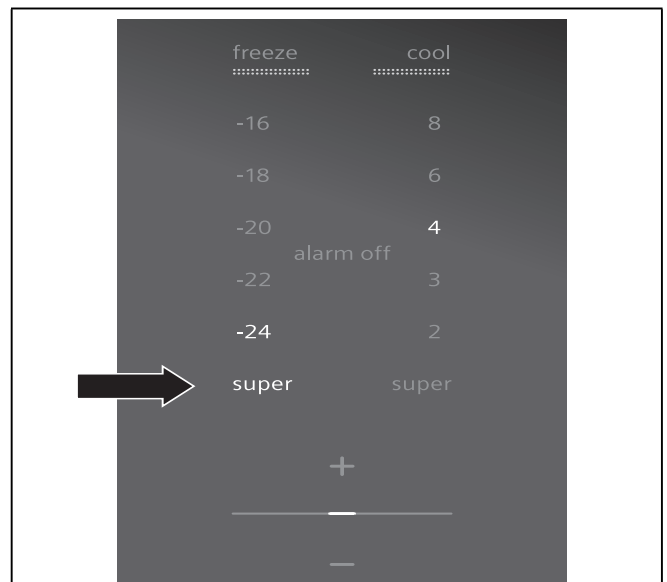 freeze cool
-16 8
-18 6
-20 4
alarm off
-22 3
-24 2
super super
+
−